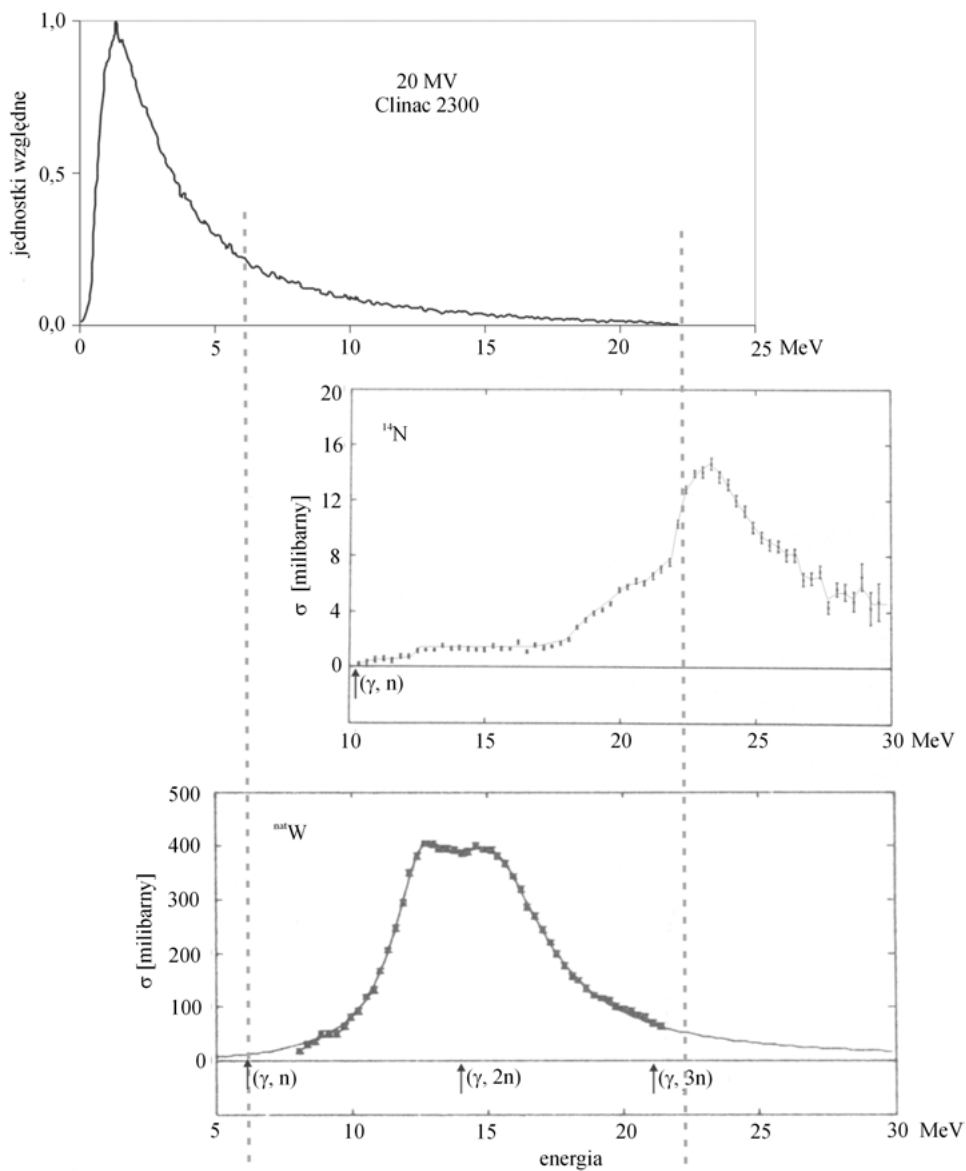 1,0
20 MV
Clinac 2300
jednostki względne
0,5
0,0
0 5 10 15 20 25 MeV
20
¹⁴N
16
12
σ [milibarny]
8
4
0
(γ, n)
10 15 20 25 30 MeV
500
ⁿᵃᵗW
400
300
σ [milibarny]
200
100
0
(γ, n) (γ, 2n) (γ, 3n)
5 10 15 20 25 30 MeV
energia